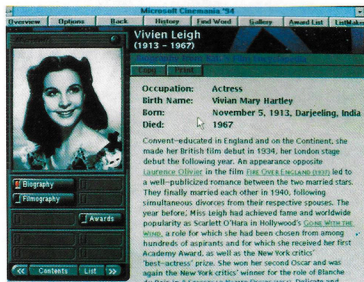 Microsoft Cinemania '94
Overview Options Back History Find Word Gallery Award List ListMaker
Vivien Leigh
(1913 – 1967)
Copy Print
Occupation: Actress
Birth Name: Vivian Mary Hartley
Born: November 5, 1913, Darjeeling, India
Died: 1967
Convent-educated in England and on the Continent, she
made her British film debut in 1934, her London stage
debut the following year. An appearance opposite
Laurence Olivier in the film FIRE OVER ENGLAND (1937) led to
a well-publicized romance between the two married stars.
They finally married each other in 1940, following
simultaneous divorces from their respective spouses. The
year before, Miss Leigh had achieved fame and worldwide
popularity as Scarlett O'Hara in Hollywood's GONE WITH THE
WIND, a role for which she had been chosen from among
hundreds of aspirants and for which she received her first
Academy Award, as well as the New York critics'
"best-actress" prize. She won her second Oscar and was
again the New York critics' winner for the role of Blanche
Biography
Filmography
Awards
Contents List